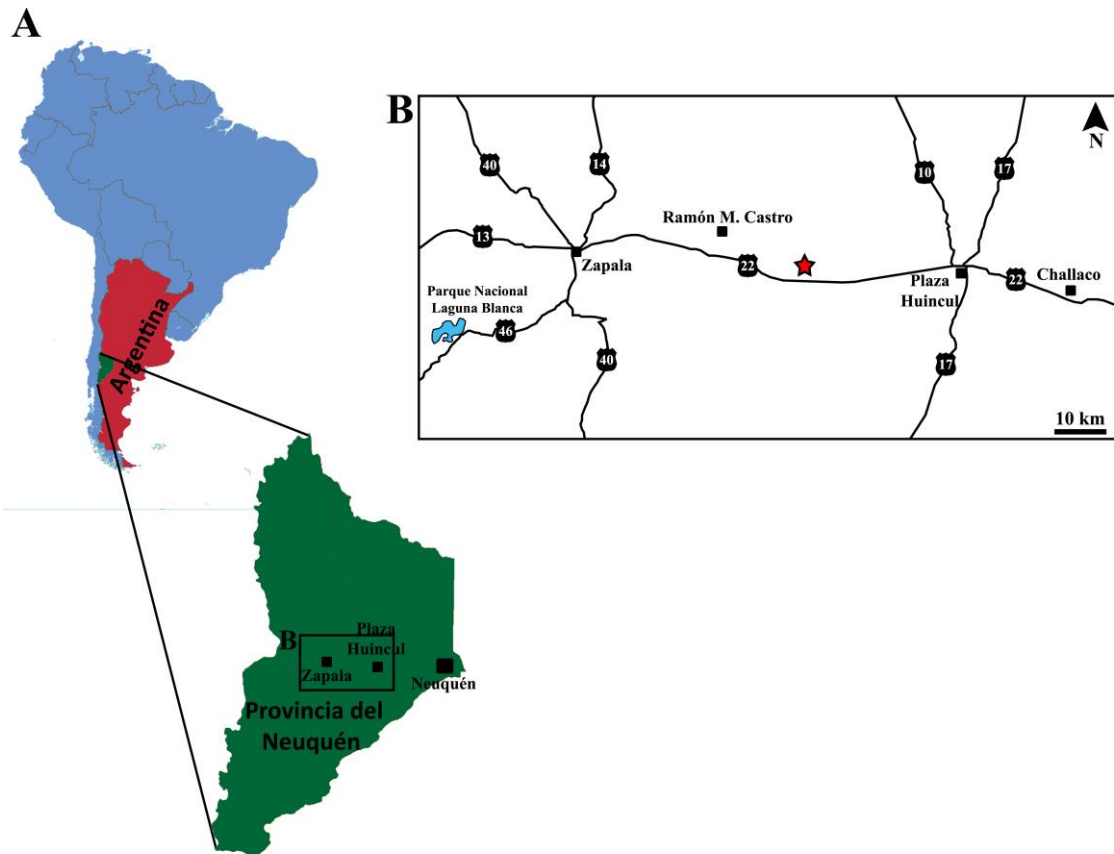 A
Argentina
B
Plaza
Huincul
Zapala
Neuquén
Provincia del
Neuquén
B
N
40
14
10
17
Ramón M. Castro
13
Zapala
22
Plaza
Huincul
22
Challaco
Parque Nacional
Laguna Blanca
46
40
17
10 km